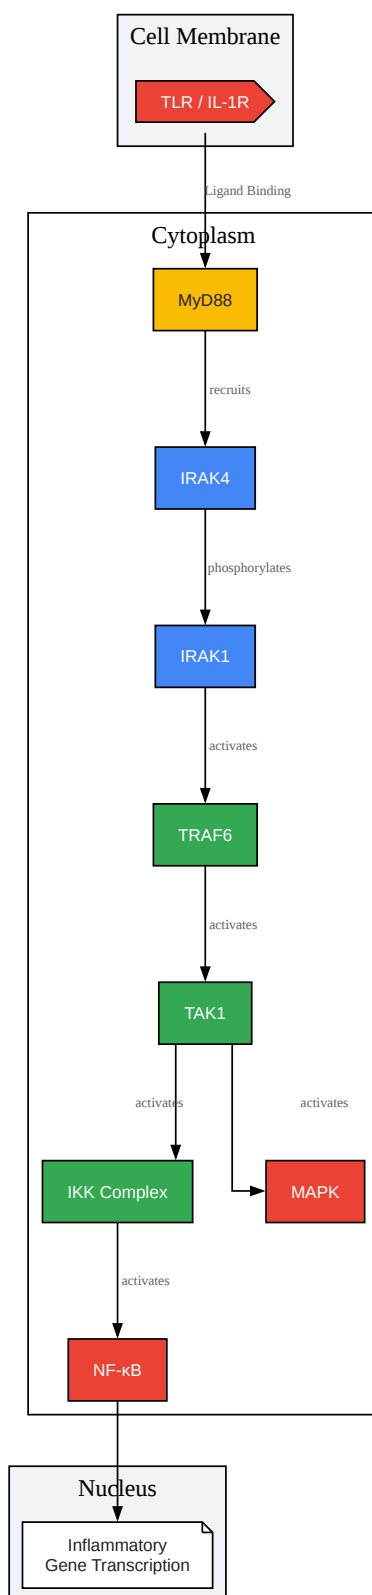 Cell Membrane
TLR / IL-1R
Ligand Binding
Cytoplasm
MyD88
recruits
IRAK4
phosphorylates
IRAK1
activates
TRAF6
activates
TAK1
activates
activates
IKK Complex
MAPK
activates
NF-κB
Nucleus
Inflammatory
Gene Transcription